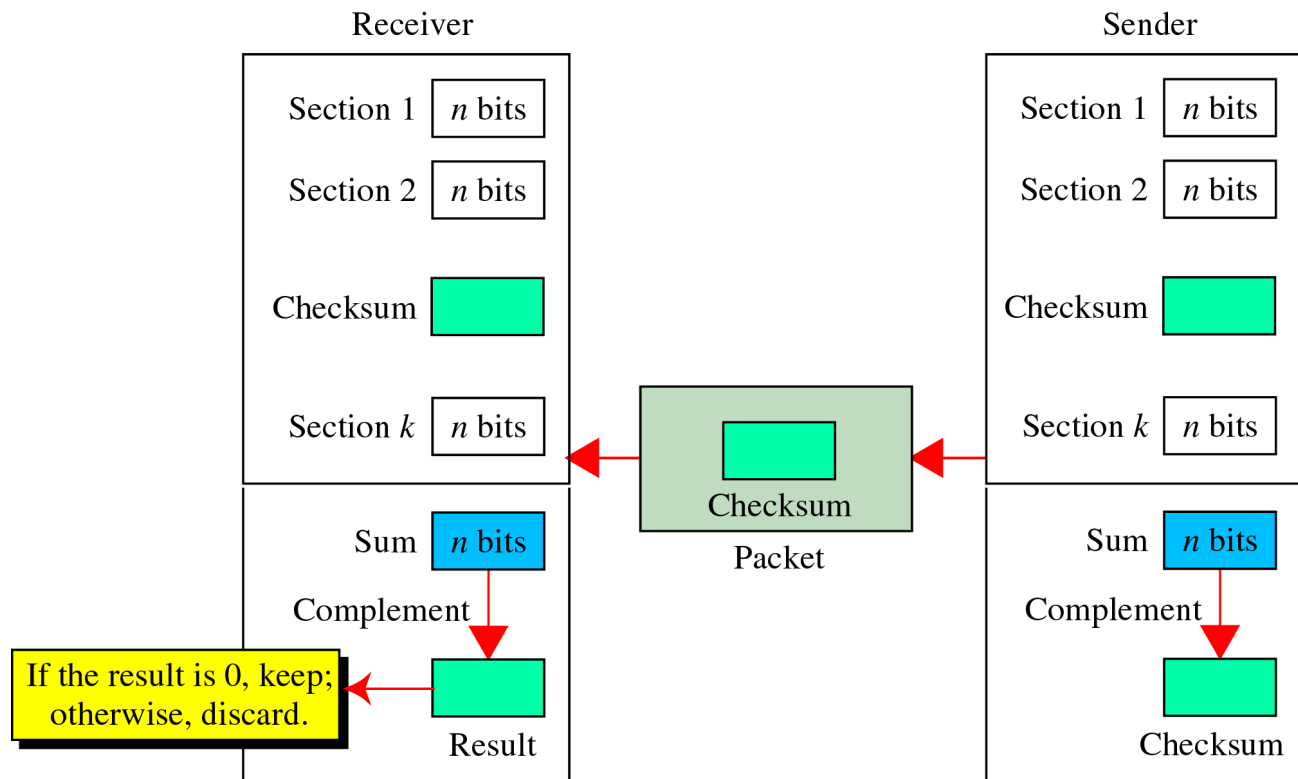 Receiver
Section 1 n bits
Section 2 n bits
Checksum
Section k n bits
Sum n bits
Complement
If the result is 0, keep;
otherwise, discard.
Result
Checksum
Packet
Sender
Section 1 n bits
Section 2 n bits
Checksum
Section k n bits
Sum n bits
Complement
Checksum